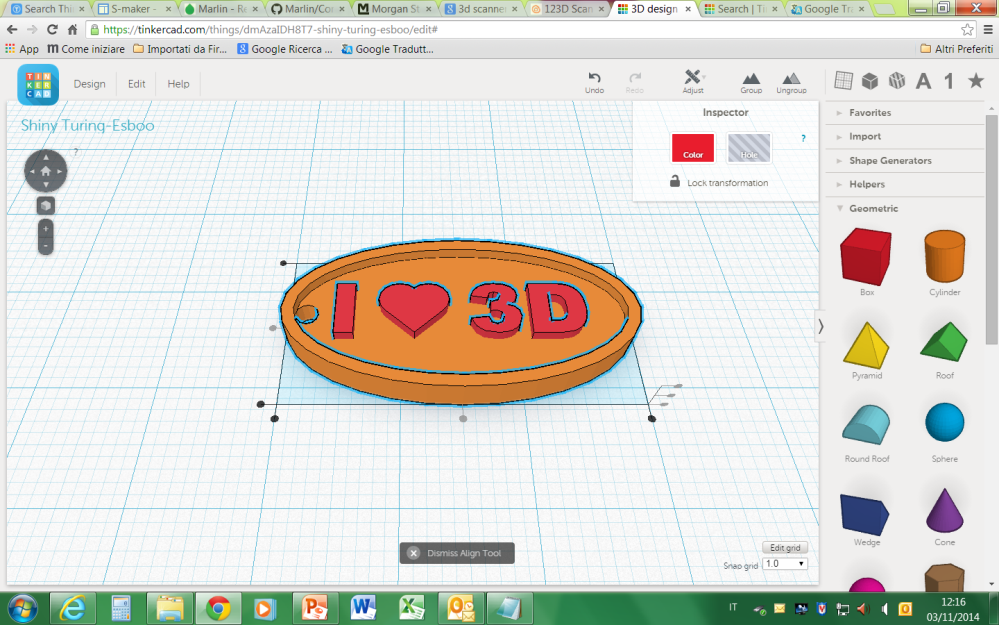 Search Thi
S-maker -
Marlin - Re
Marlin/Co
Morgan St
3d scanne
123D Scan
3D design
Search | Ti
Google Tra
https://tinkercad.com/things/dmAzaIDH8T7-shiny-turing-esboo/edit#
App
Come iniziare
Importati da Fir...
Google Ricerca ...
Google Tradutt...
Altri Preferiti
TIN
KER
CAD
Design
Edit
Help
Undo
Redo
Adjust
Group
Ungroup
A
1
Shiny Turing-Esboo
?
Inspector
Color
Hole
?
Lock transformation
Favorites
Import
Shape Generators
Helpers
Geometric
Box
Cylinder
Pyramid
Roof
Round Roof
Sphere
Wedge
Cone
I ♥ 3D
Dismiss Align Tool
Edit grid
Snap grid 1.0
IT
12:16
03/11/2014